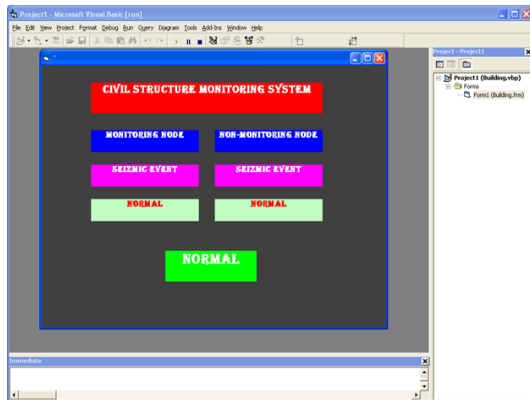 Project1 - Microsoft Visual Basic [run]
File Edit View Project Format Debug Run Query Diagram Tools Add-Ins Window Help
Project - Project1
Project1 (Building.vbp)
Forms
Form1 (Building.frm)
CIVIL STRUCTURE MONITORING SYSTEM
MONITORING NODE NON-MONITORING NODE
SEIZMIC EVENT SEIZMIC EVENT
NORMAL NORMAL
NORMAL
Immediate